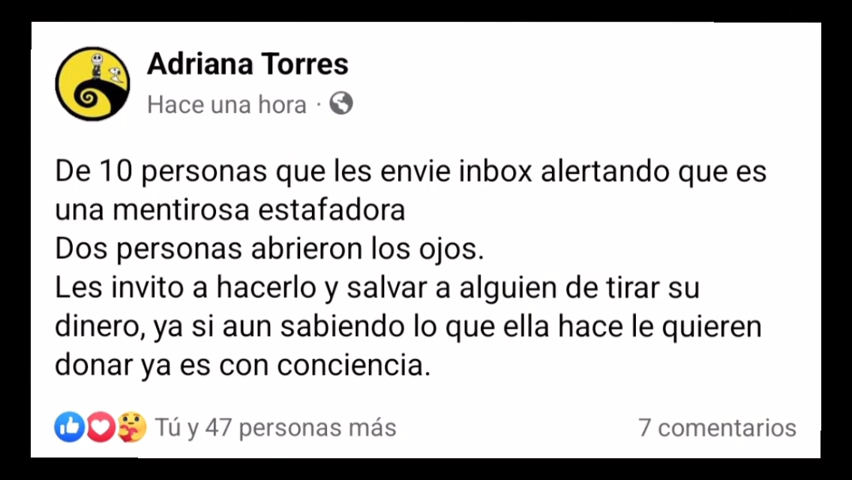 Adriana Torres
Hace una hora ·
De 10 personas que les envie inbox alertando que es
una mentirosa estafadora
Dos personas abrieron los ojos.
Les invito a hacerlo y salvar a alguien de tirar su
dinero, ya si aun sabiendo lo que ella hace le quieren
donar ya es con conciencia.
Tú y 47 personas más 7 comentarios